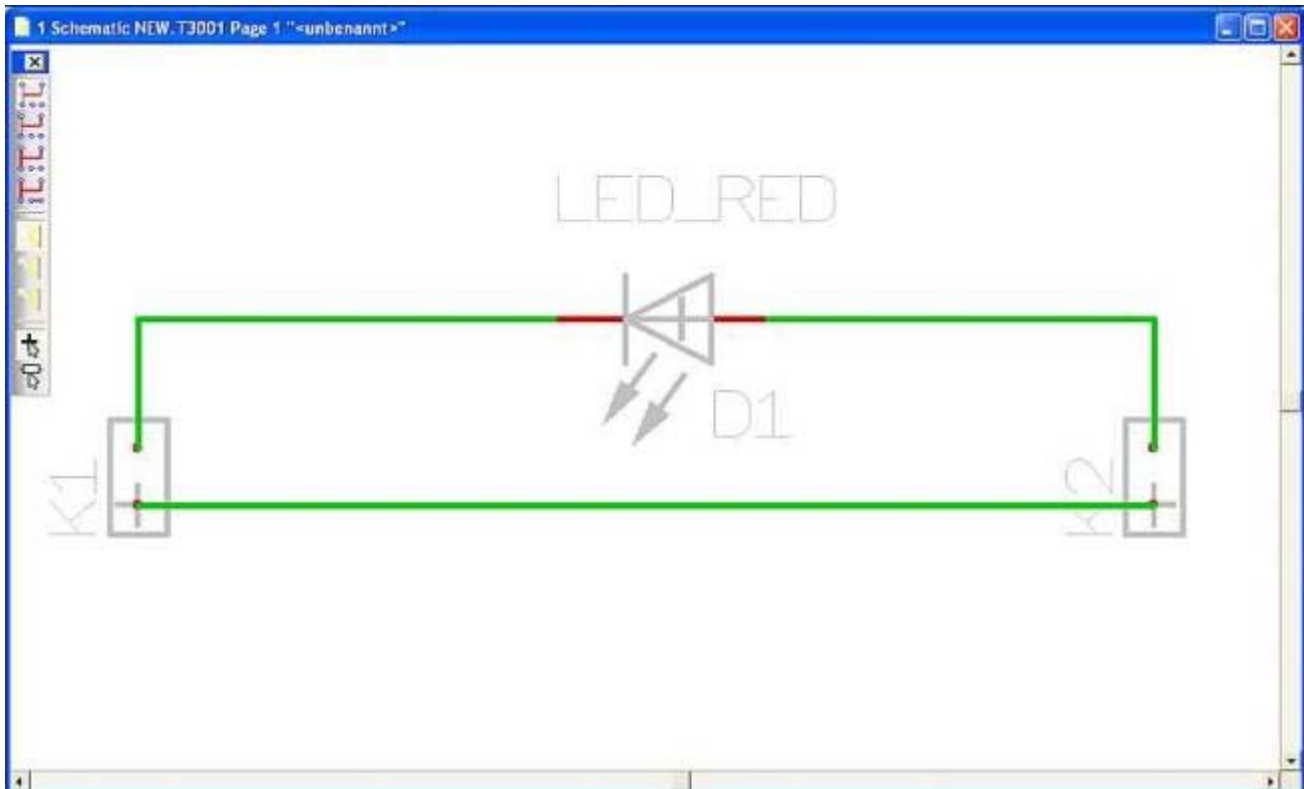 1 Schematic NEW.T3001 Page 1 "<unbenannt>"
LED_RED
D1
K1
K2